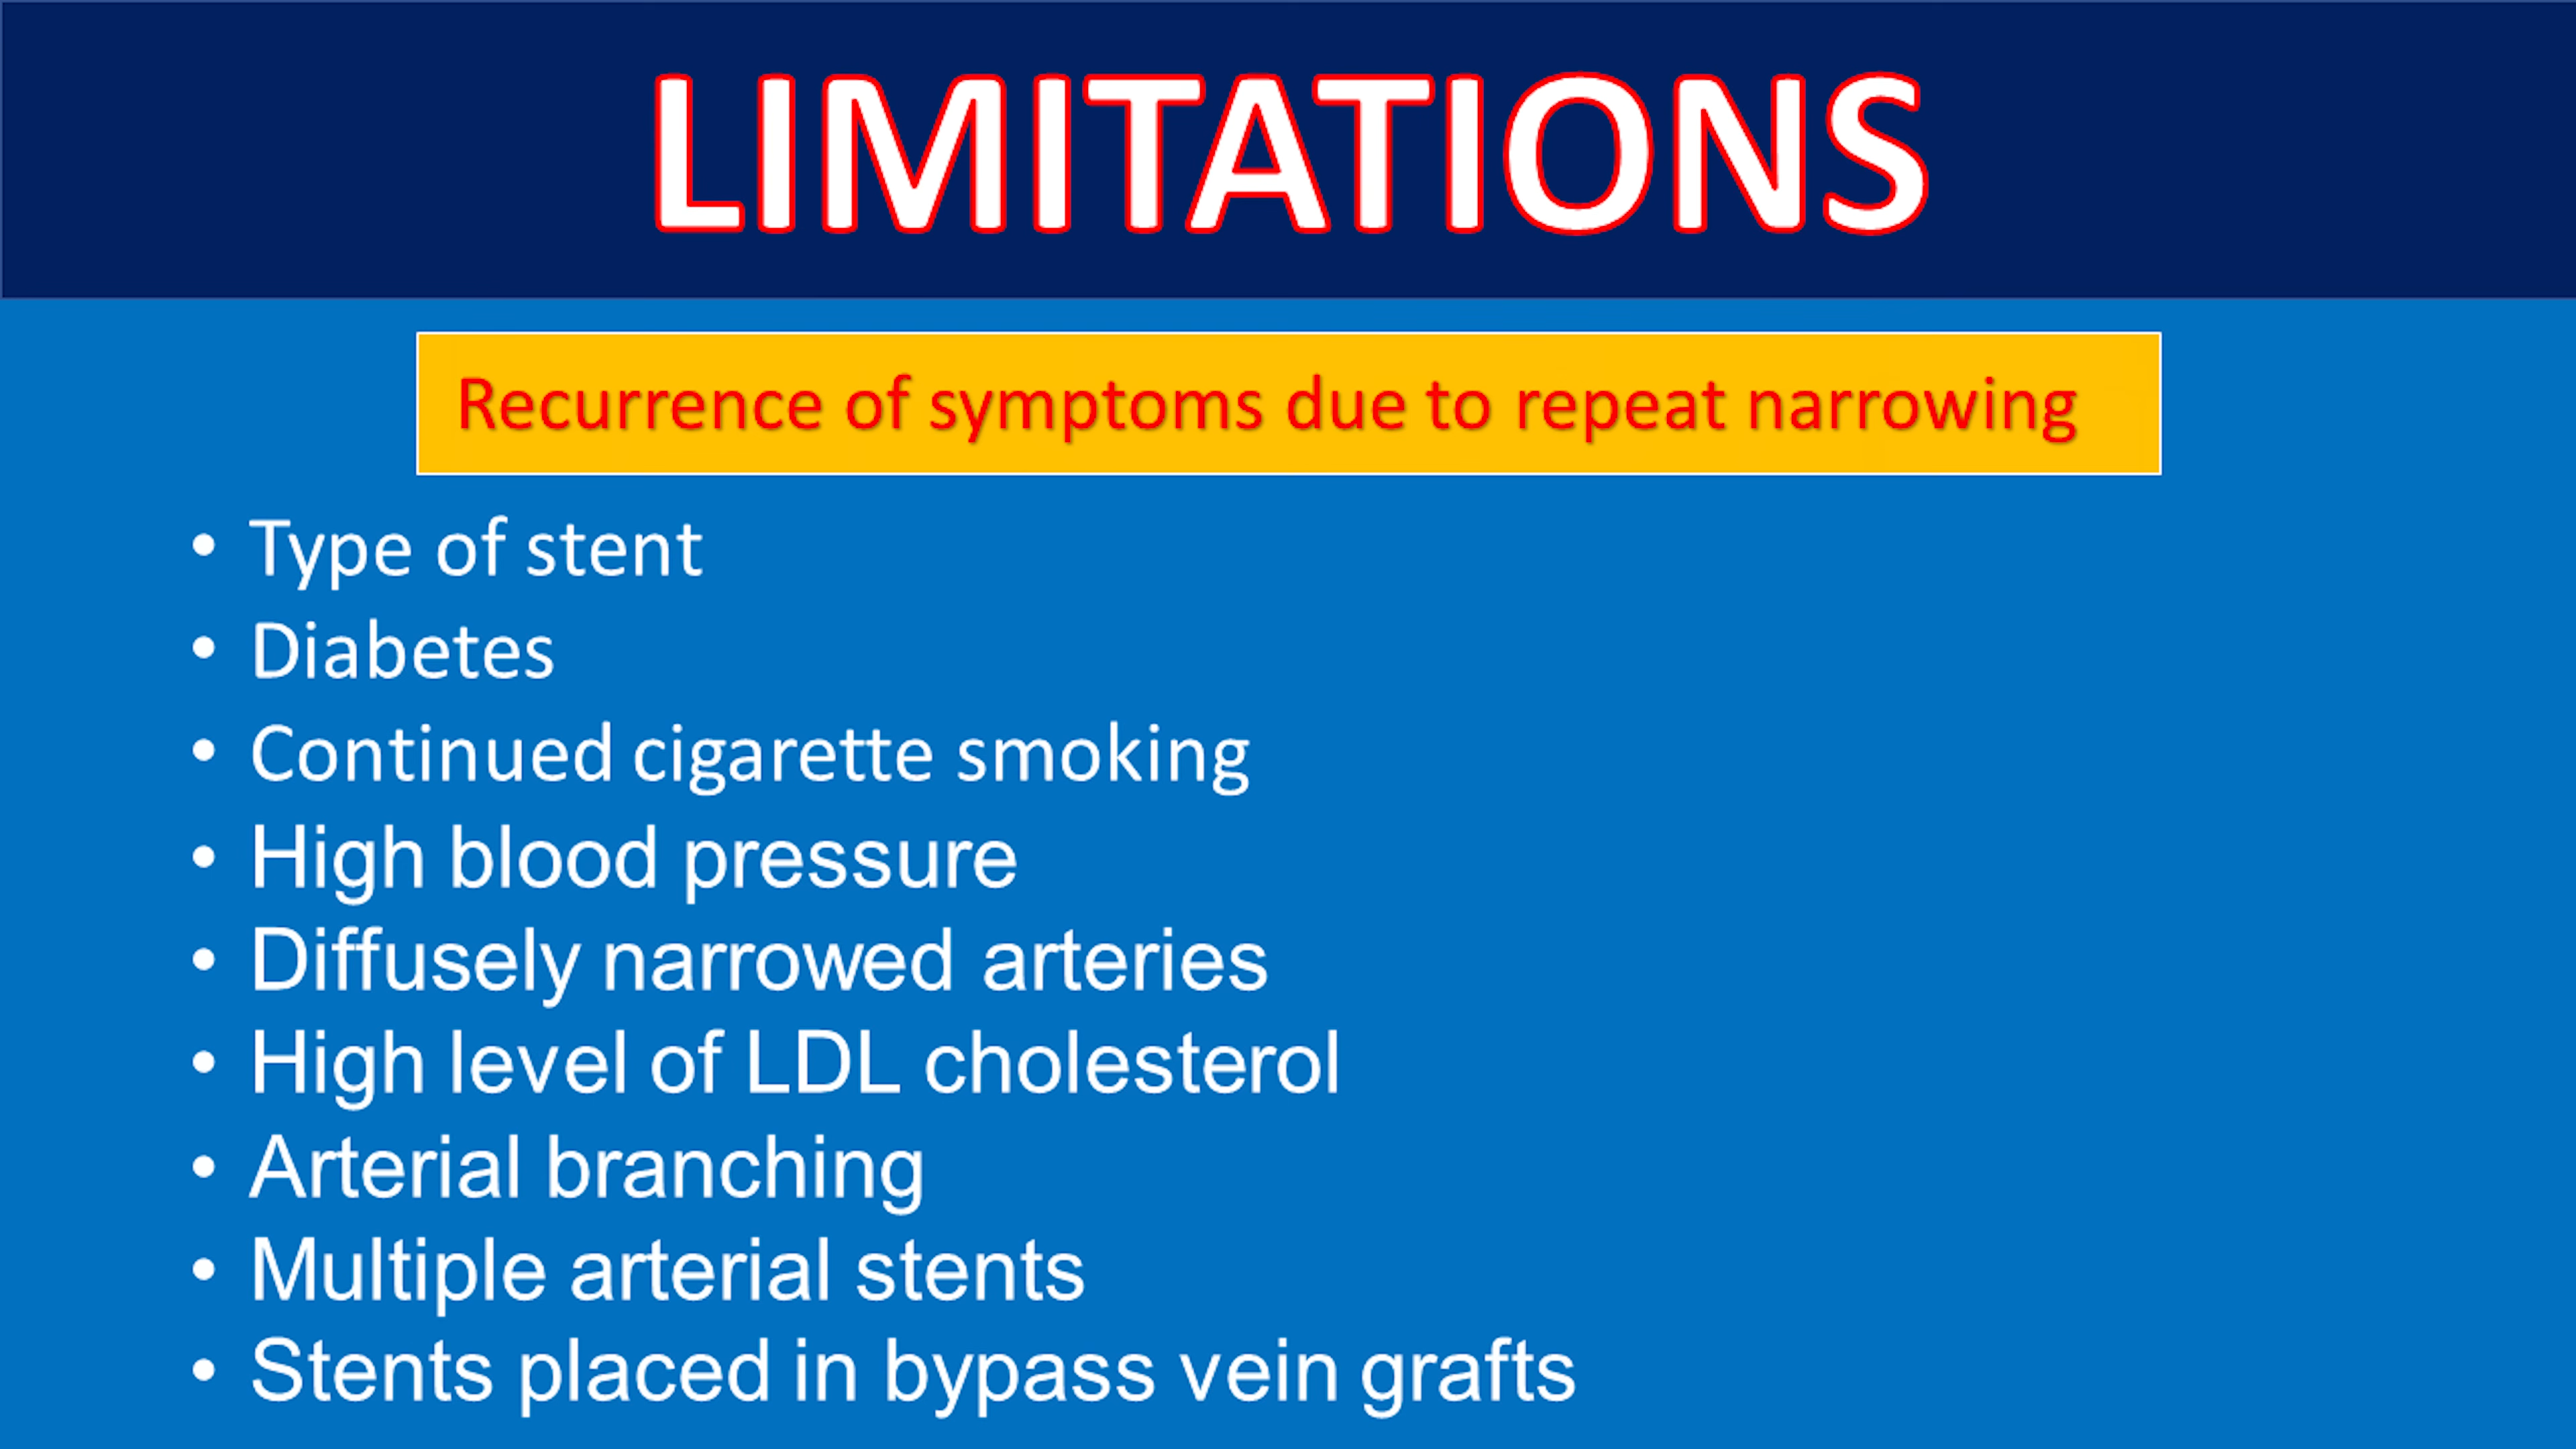 LIMITATIONS
Recurrence of symptoms due to repeat narrowing
• Type of stent
• Diabetes
• Continued cigarette smoking
• High blood pressure
• Diffusely narrowed arteries
• High level of LDL cholesterol
• Arterial branching
• Multiple arterial stents
• Stents placed in bypass vein grafts